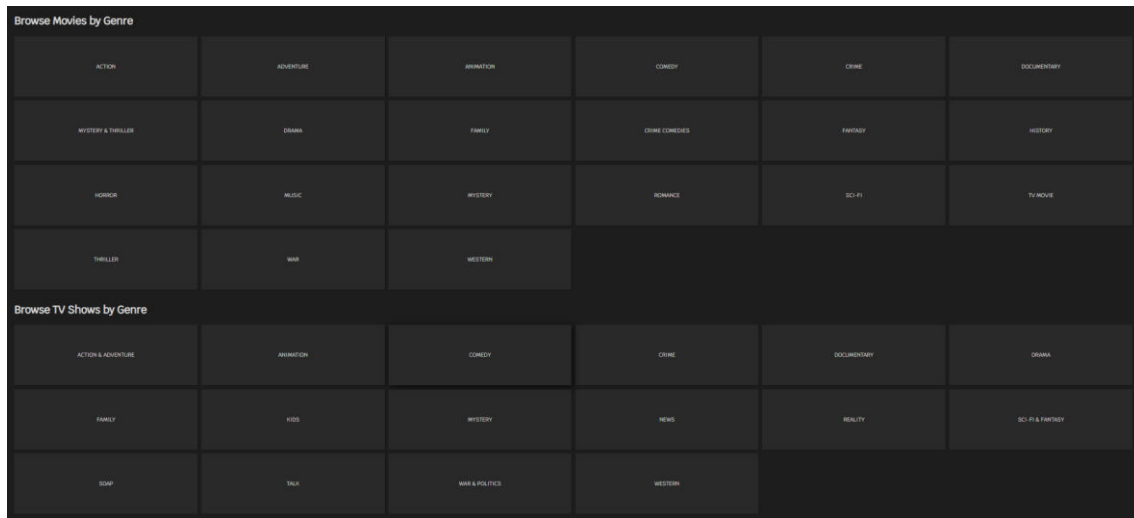 Browse Movies by Genre
ACTION ADVENTURE ANIMATION COMEDY CRIME DOCUMENTARY
MYSTERY & THRILLER DRAMA FAMILY CRIME COMEDIES FANTASY HISTORY
HORROR MUSIC MYSTERY ROMANCE SCI-FI TV MOVIE
THRILLER WAR WESTERN
Browse TV Shows by Genre
ACTION & ADVENTURE ANIMATION COMEDY CRIME DOCUMENTARY DRAMA
FAMILY KIDS MYSTERY NEWS REALITY SCI-FI & FANTASY
SOAP TALK WAR & POLITICS WESTERN